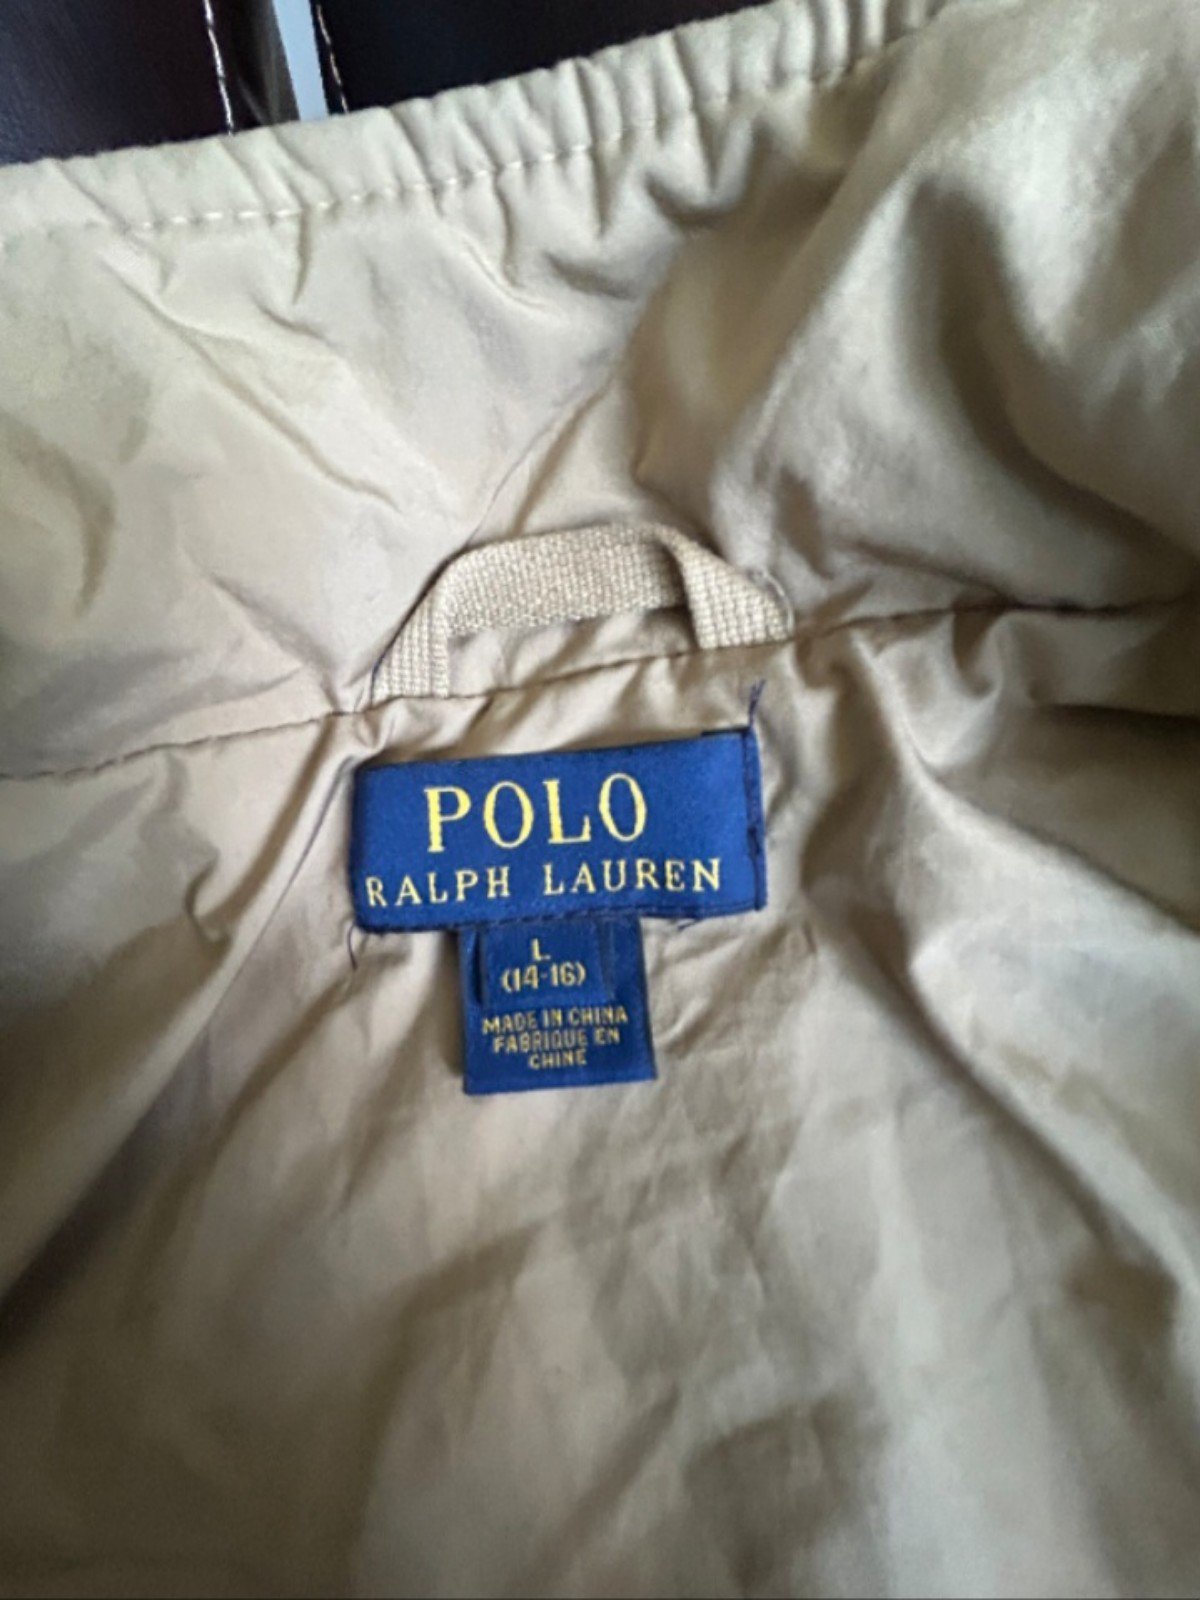 POLO
RALPH LAUREN
L
(14-16)
MADE IN CHINA
FABRIQUE EN
CHINE